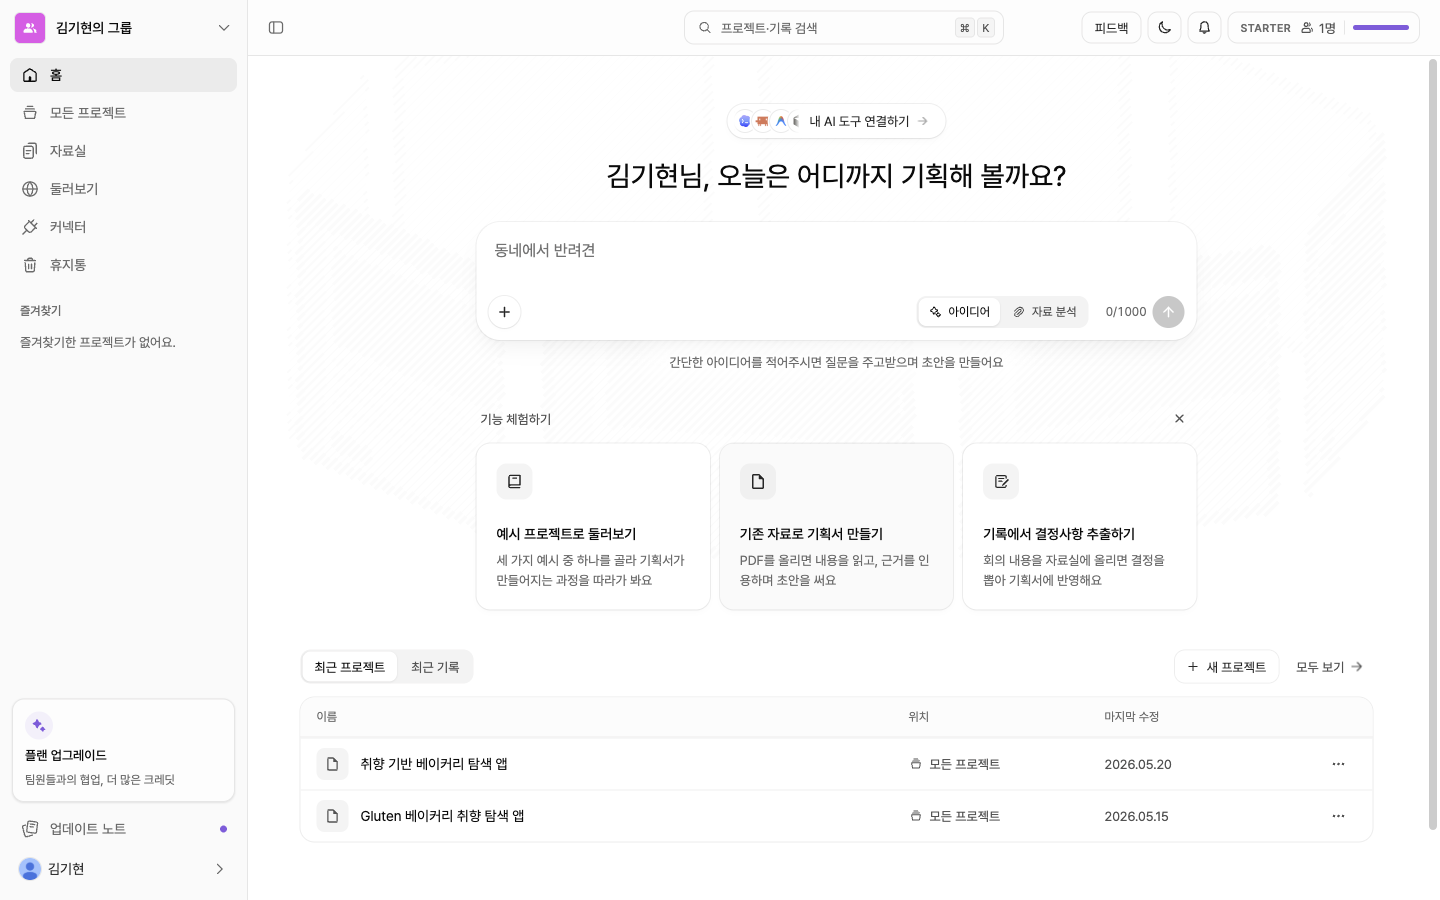 김기현의 그룹
홈
모든 프로젝트
자료실
둘러보기
커넥터
휴지통
즐겨찾기
즐겨찾기한 프로젝트가 없어요.
플랜 업그레이드
팀원들과의 협업, 더 많은 크레딧
업데이트 노트
김기현
프로젝트·기록 검색
⌘ K
피드백
STARTER 1명
내 AI 도구 연결하기
김기현님, 오늘은 어디까지 기획해 볼까요?
동네에서 반려견
아이디어
자료 분석
0/1000
간단한 아이디어를 적어주시면 질문을 주고받으며 초안을 만들어요
기능 체험하기
예시 프로젝트로 둘러보기
세 가지 예시 중 하나를 골라 기획서가
만들어지는 과정을 따라가 봐요
기존 자료로 기획서 만들기
PDF를 올리면 내용을 읽고, 근거를 인
용하며 초안을 써요
기록에서 결정사항 추출하기
회의 내용을 자료실에 올리면 결정을
뽑아 기획서에 반영해요
최근 프로젝트
최근 기록
새 프로젝트
모두 보기
이름 위치 마지막 수정
취향 기반 베이커리 탐색 앱 모든 프로젝트 2026.05.20
Gluten 베이커리 취향 탐색 앱 모든 프로젝트 2026.05.15